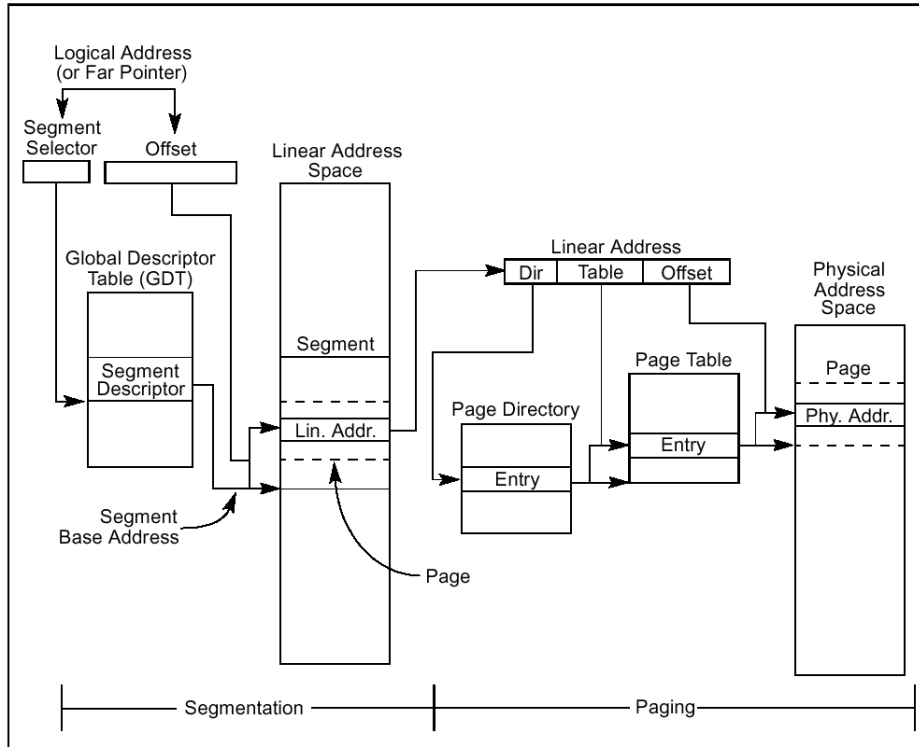 Logical Address
(or Far Pointer)
Segment
Selector
Offset
Linear Address
Space
Global Descriptor
Table (GDT)
Segment
Descriptor
Segment
Lin. Addr.
Segment
Base Address
Page
Linear Address
Dir
Table
Offset
Page Directory
Entry
Page Table
Entry
Physical
Address
Space
Page
Phy. Addr.
Segmentation
Paging